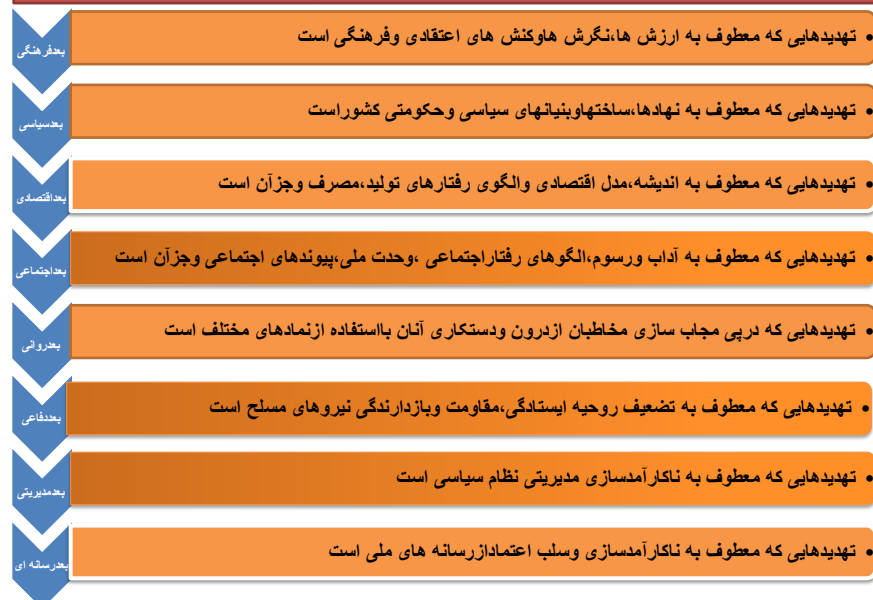 بعدفرهنگی
• تهدیدهایی که معطوف به ارزش ها،نگرش هاوکنش های اعتقادی وفرهنگی است
بعدسیاسی
• تهدیدهایی که معطوف به نهادها،ساختهاوبنیانهای سیاسی وحکومتی کشوراست
بعداقتصادی
• تهدیدهایی که معطوف به اندیشه،مدل اقتصادی والگوی رفتارهای تولید،مصرف وجزآن است
بعداجتماعی
• تهدیدهایی که معطوف به آداب ورسوم،الگوهای رفتاراجتماعی ،وحدت ملی،پیوندهای اجتماعی وجزآن است
بعدروانی
• تهدیدهایی که درپی مجاب سازی مخاطبان ازدرون ودستکاری آنان بااستفاده ازنمادهای مختلف است
بعددفاعی
• تهدیدهایی که معطوف به تضعیف روحیه ایستادگی،مقاومت وبازدارندگی نیروهای مسلح است
بعدمدیریتی
• تهدیدهایی که معطوف به ناکارآمدسازی مدیریتی نظام سیاسی است
بعدرسانه ای
• تهدیدهایی که معطوف به ناکارآمدسازی وسلب اعتمادازرسانه های ملی است